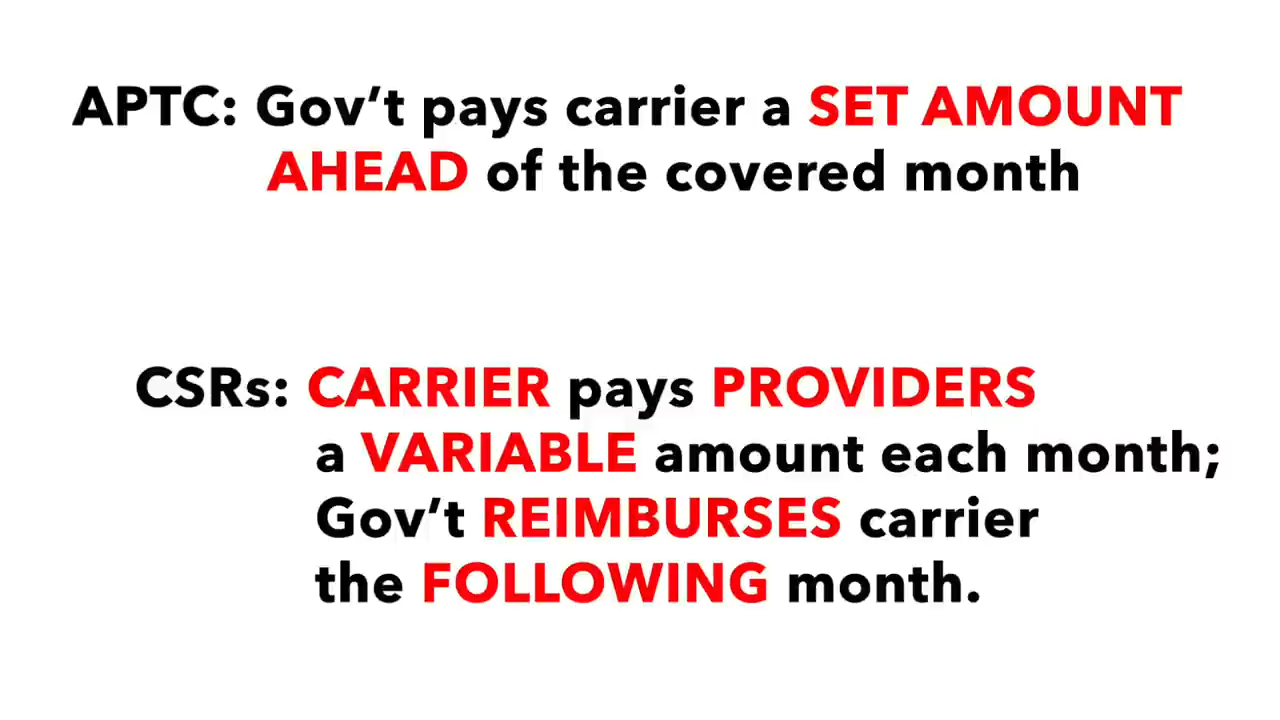 APTC: Gov’t pays carrier a SET AMOUNT
AHEAD of the covered month
CSRs: CARRIER pays PROVIDERS
a VARIABLE amount each month;
Gov’t REIMBURSES carrier
the FOLLOWING month.